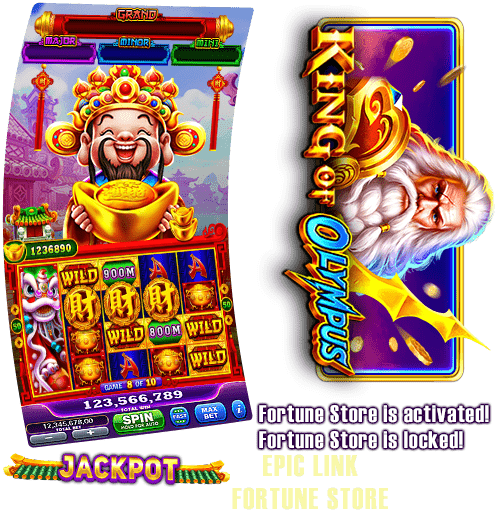 GRAND
MAJOR
MINOR
MINI
1236890
WILD
900M
A
A
50
財
財
財
50
WILD
800M
WILD
A
WILD
GAME 8 OF 10
123,566,789
TOTAL WIN
12,345,678.00
TOTAL BET
SPIN
HOLD FOR AUTO
FAST
MAX
BET
i
JACKPOT
KING OF
OLYMPUS
Fortune Store is activated!
Fortune Store is locked!
EPIC LINK
FORTUNE STORE